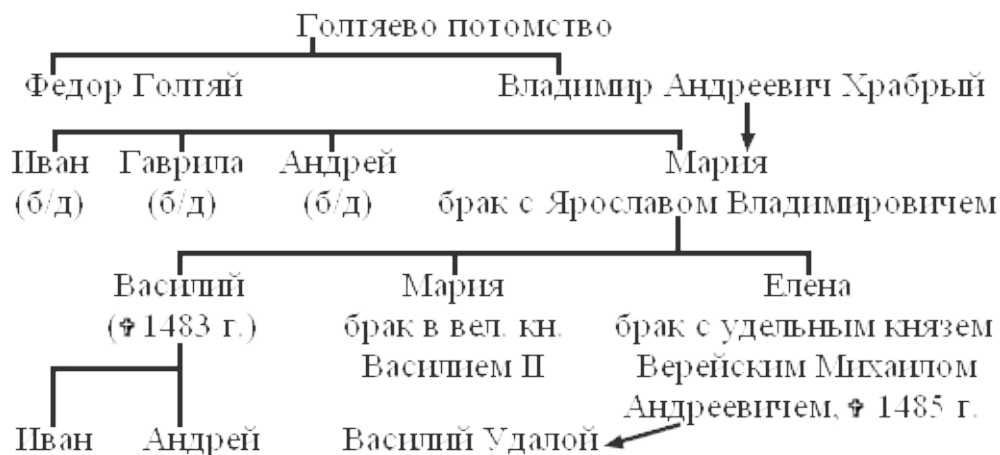 Голтяево потомство
Федор Голтяй Владимир Андреевич Храбрый
Иван Гаврила Андрей Мария
(б/д) (б/д) (б/д) брак с Ярославом Владимировичем
Василий Мария Елена
(✞ 1483 г.) брак в вел. кн. брак с удельным князем
Василием II Верейским Михаилом
Андреевичем, ✞ 1485 г.
Иван Андрей Василий Удалой